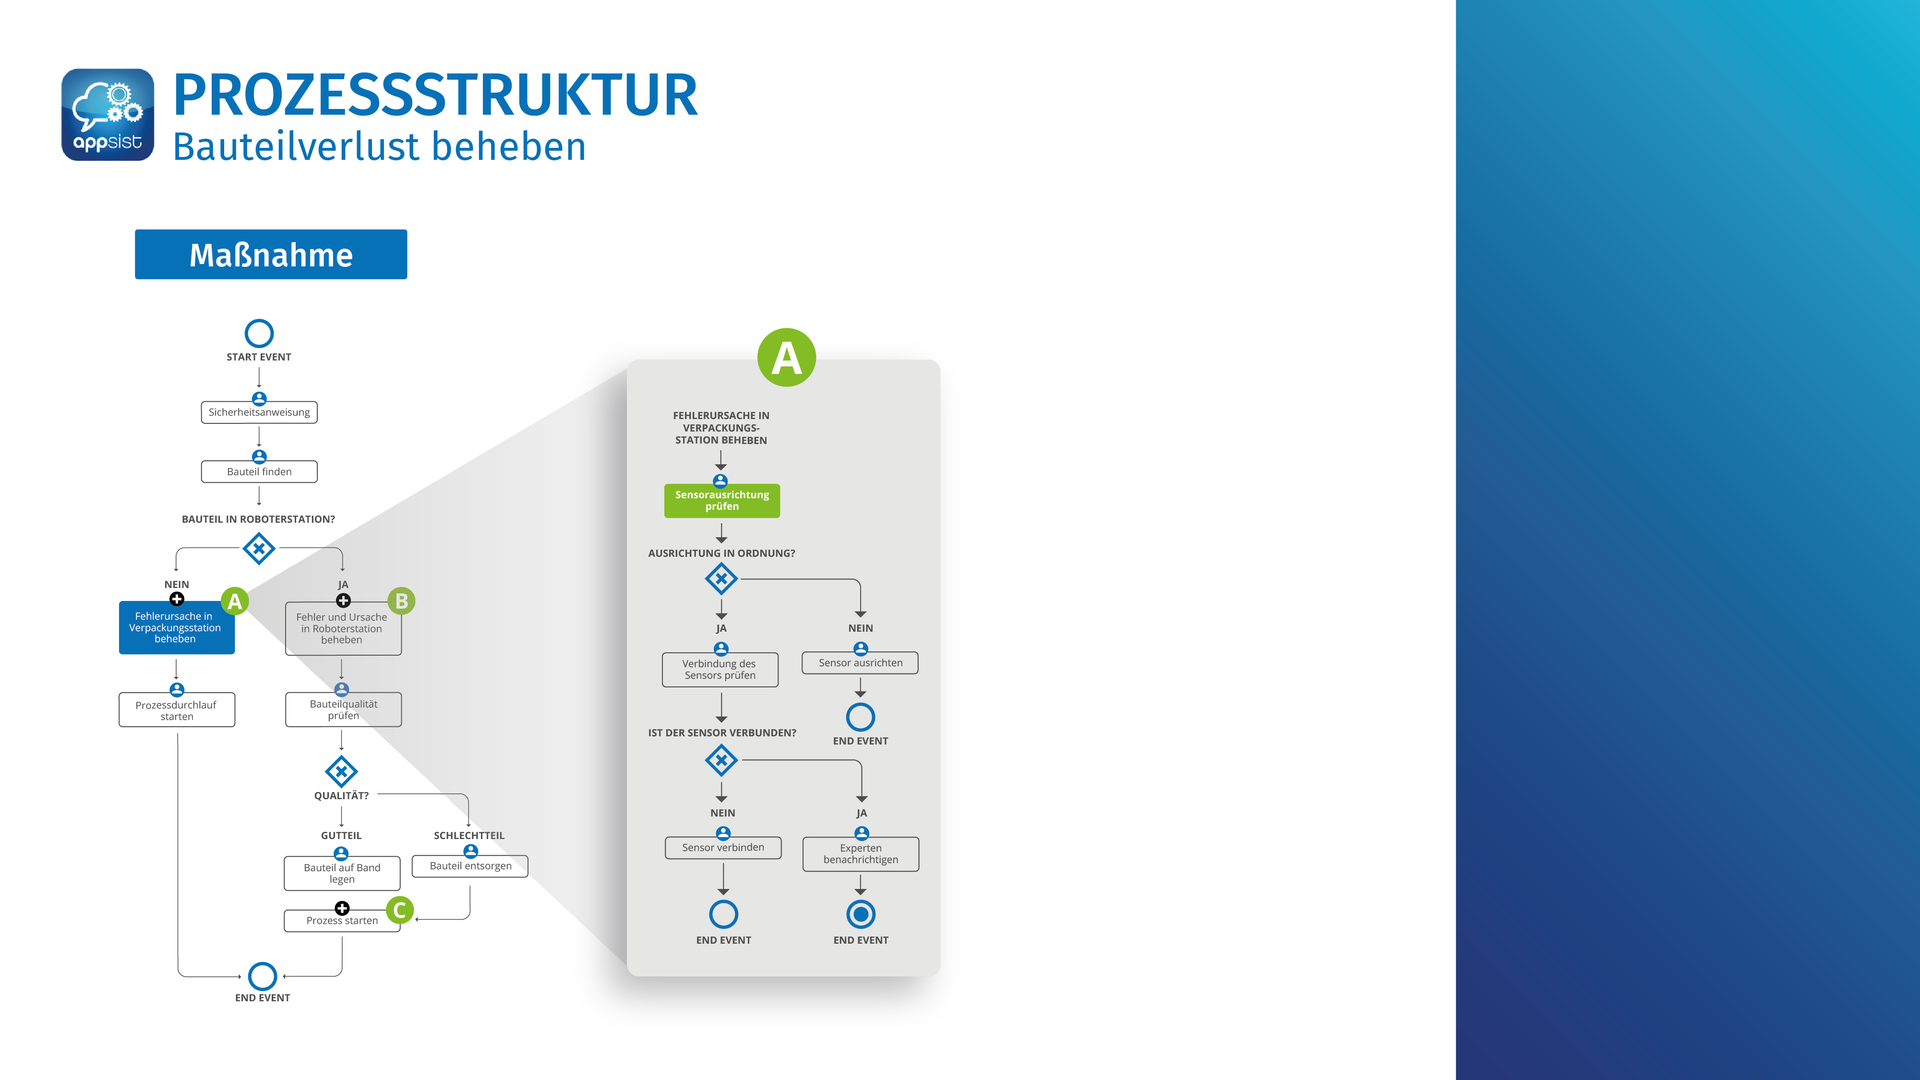 appsist
PROZESSSTRUKTUR
Bauteilverlust beheben
Maßnahme
START EVENT
Sicherheitsanweisung
Bauteil finden
BAUTEIL IN ROBOTERSTATION?
NEIN
JA
A
B
Fehlerursache in
Verpackungsstation
beheben
Fehler und Ursache
in Roboterstation
beheben
Prozessdurchlauf
starten
Bauteilqualität
prüfen
QUALITÄT?
GUTTEIL
SCHLECHTTEIL
Bauteil auf Band
legen
Bauteil entsorgen
C
Prozess starten
END EVENT
A
FEHLERURSACHE IN
VERPACKUNGS-
STATION BEHEBEN
Sensorausrichtung
prüfen
AUSRICHTUNG IN ORDNUNG?
JA
NEIN
Verbindung des
Sensors prüfen
Sensor ausrichten
END EVENT
IST DER SENSOR VERBUNDEN?
NEIN
JA
Sensor verbinden
Experten
benachrichtigen
END EVENT
END EVENT